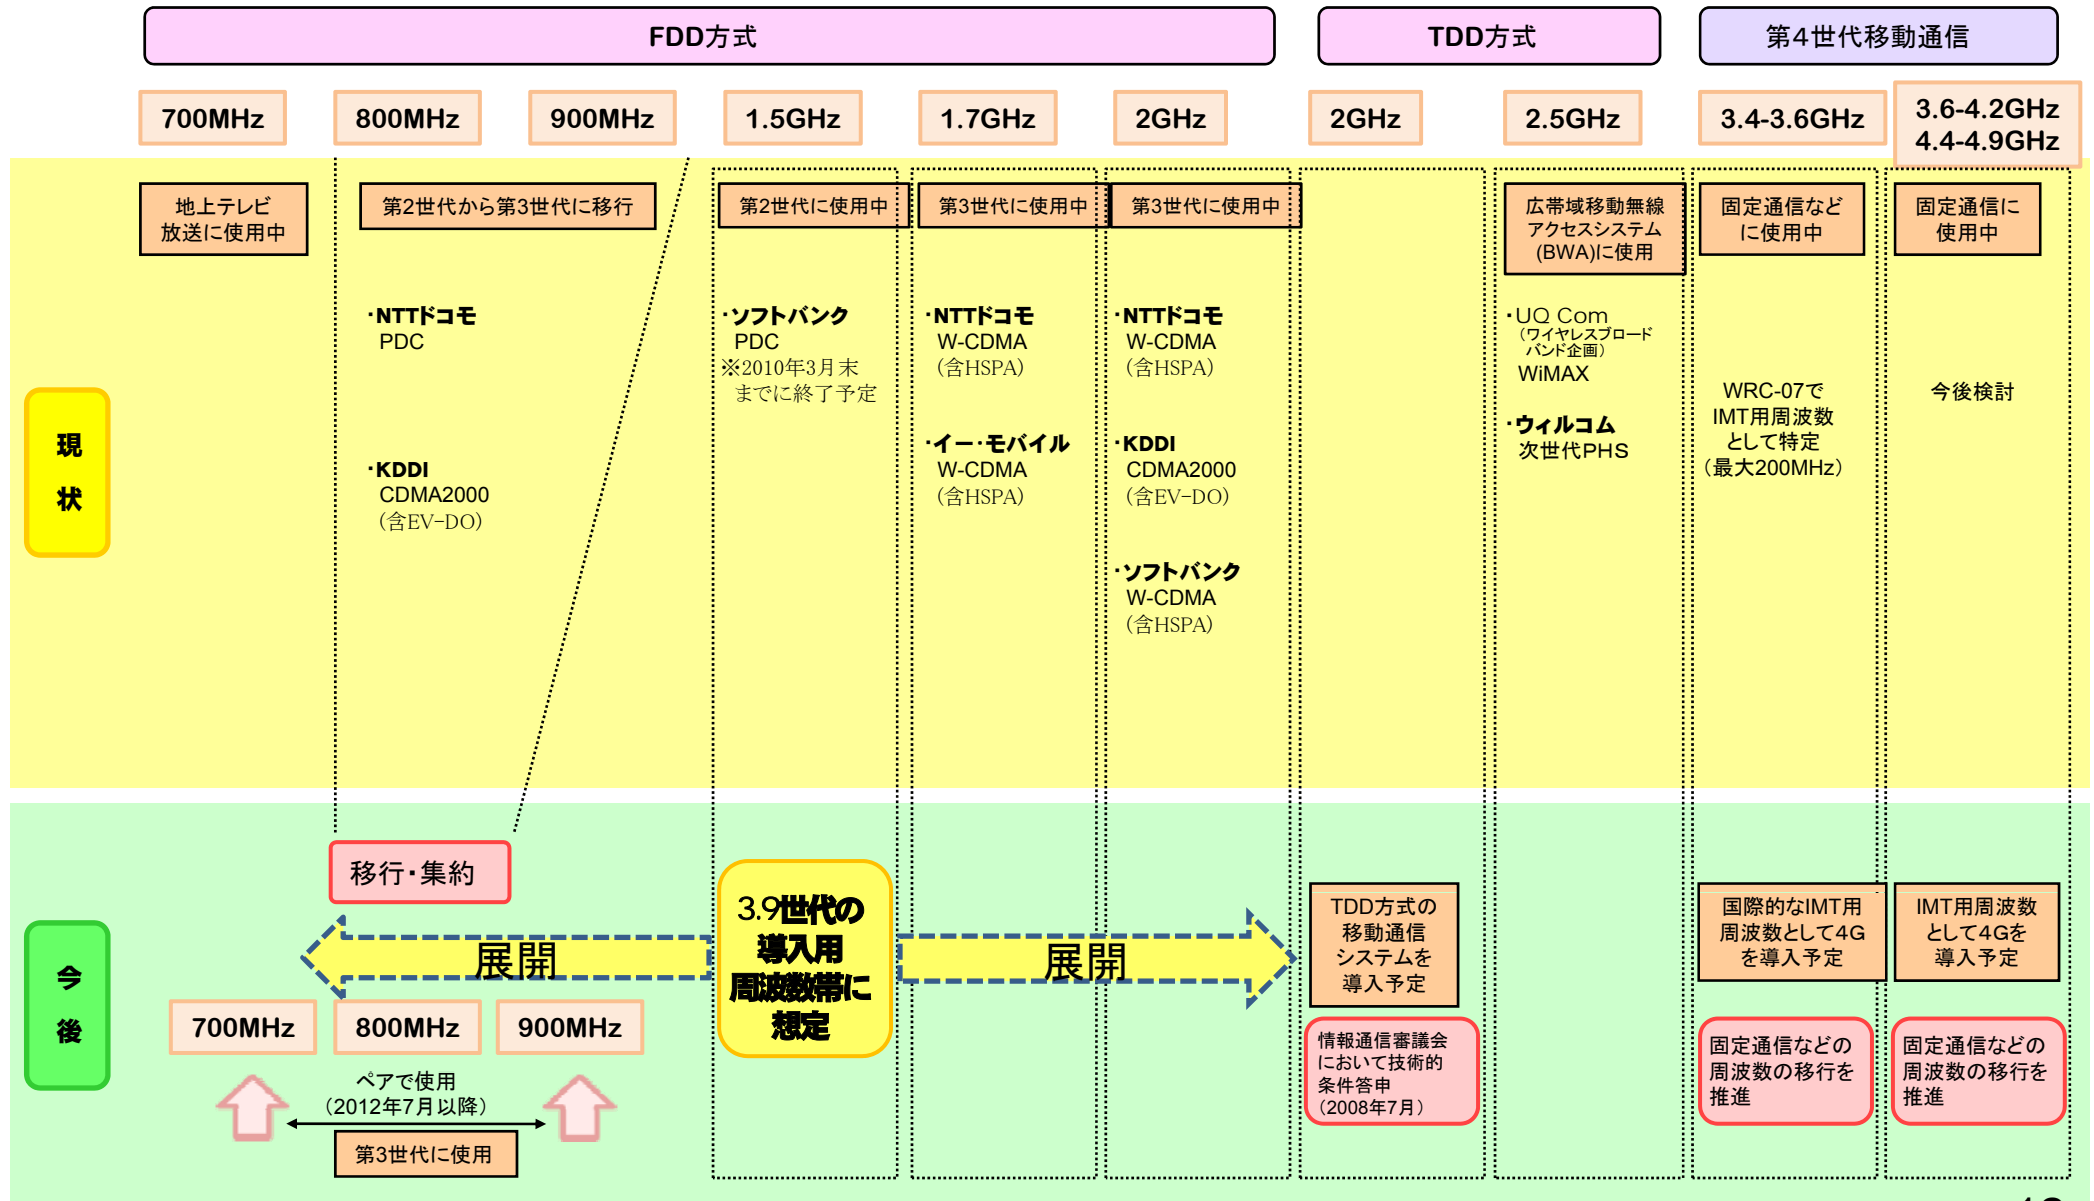 FDD方式
TDD方式
第4世代移動通信
700MHz
800MHz
900MHz
1.5GHz
1.7GHz
2GHz
2GHz
2.5GHz
3.4-3.6GHz
3.6-4.2GHz
4.4-4.9GHz
現
状
地上テレビ
放送に使用中
第2世代から第3世代に移行
・NTTドコモ
PDC
・KDDI
CDMA2000
（含EV-DO）
第2世代に使用中
・ソフトバンク
PDC
※2010年3月末
までに終了予定
第3世代に使用中
・NTTドコモ
W-CDMA
（含HSPA）
・イー・モバイル
W-CDMA
（含HSPA）
第3世代に使用中
・NTTドコモ
W-CDMA
（含HSPA）
・KDDI
CDMA2000
（含EV-DO）
・ソフトバンク
W-CDMA
（含HSPA）
広帯域移動無線
アクセスシステム
(BWA)に使用
・UQ Com
（ワイヤレスブロード
バンド企画）
WiMAX
・ウィルコム
次世代PHS
固定通信など
に使用中
WRC-07で
IMT用周波数
として特定
（最大200MHz）
固定通信に
使用中
今後検討
今
後
移行・集約
展開
700MHz
800MHz
900MHz
ペアで使用
（2012年7月以降）
第3世代に使用
3.9世代の
導入用
周波数帯に
想定
展開
TDD方式の
移動通信
システムを
導入予定
情報通信審議会
において技術的
条件答申
（2008年7月）
国際的なIMT用
周波数として4G
を導入予定
固定通信などの
周波数の移行を
推進
IMT用周波数
として4Gを
導入予定
固定通信などの
周波数の移行を
推進